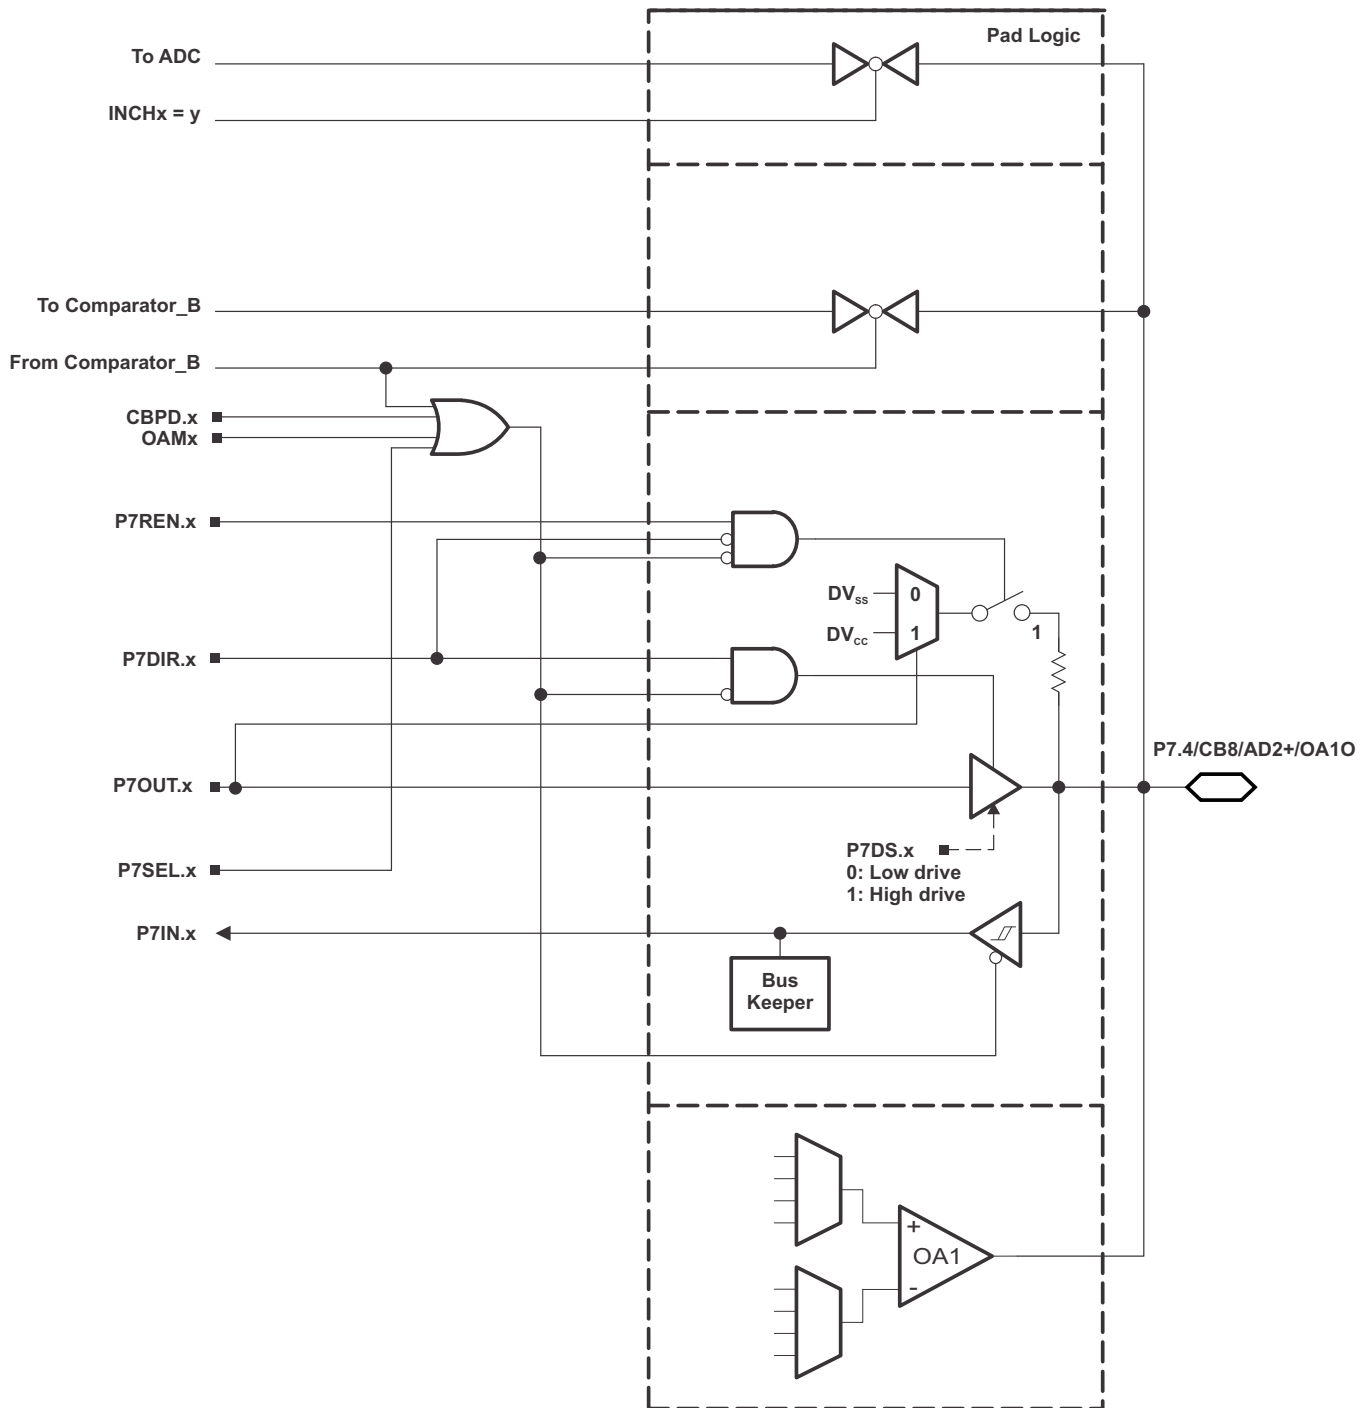 Pad Logic
To ADC
INCHx = y
To Comparator_B
From Comparator_B
CBPD.x
OAMx
P7REN.x
DVSS
0
DVCC
1
1
P7DIR.x
P7.4/CB8/AD2+/OA1O
P7OUT.x
P7DS.x
0: Low drive
1: High drive
P7SEL.x
P7IN.x
Bus
Keeper
+
OA1
-